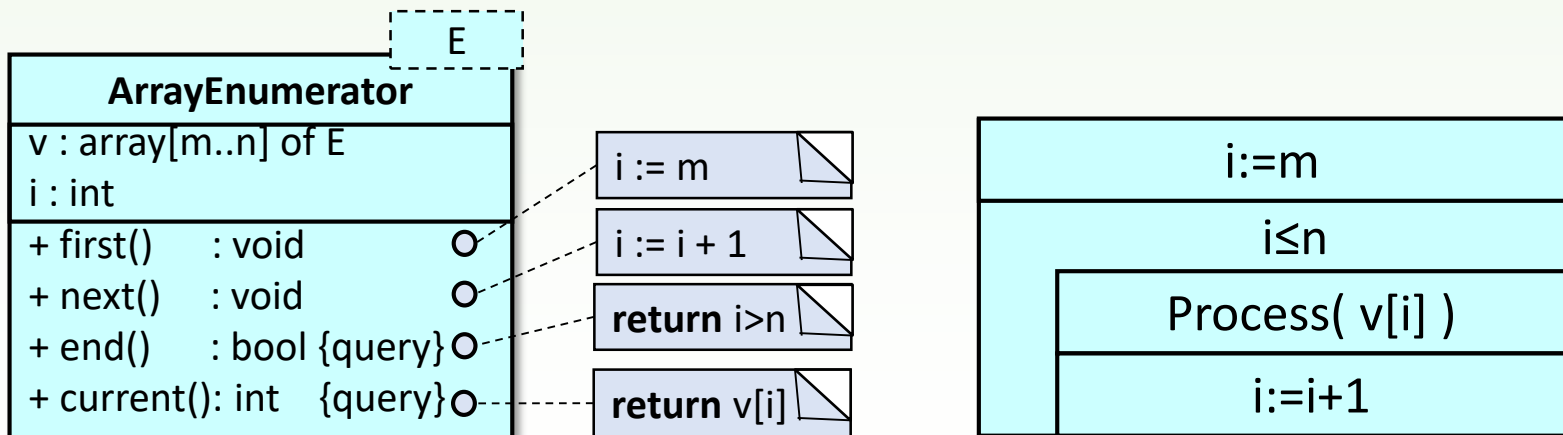 E
ArrayEnumerator
v : array[m..n] of E
i : int
+ first() : void
+ next() : void
+ end() : bool {query}
+ current(): int {query}
i := m
i := i + 1
return i>n
return v[i]
i:=m
i≤n
Process( v[i] )
i:=i+1